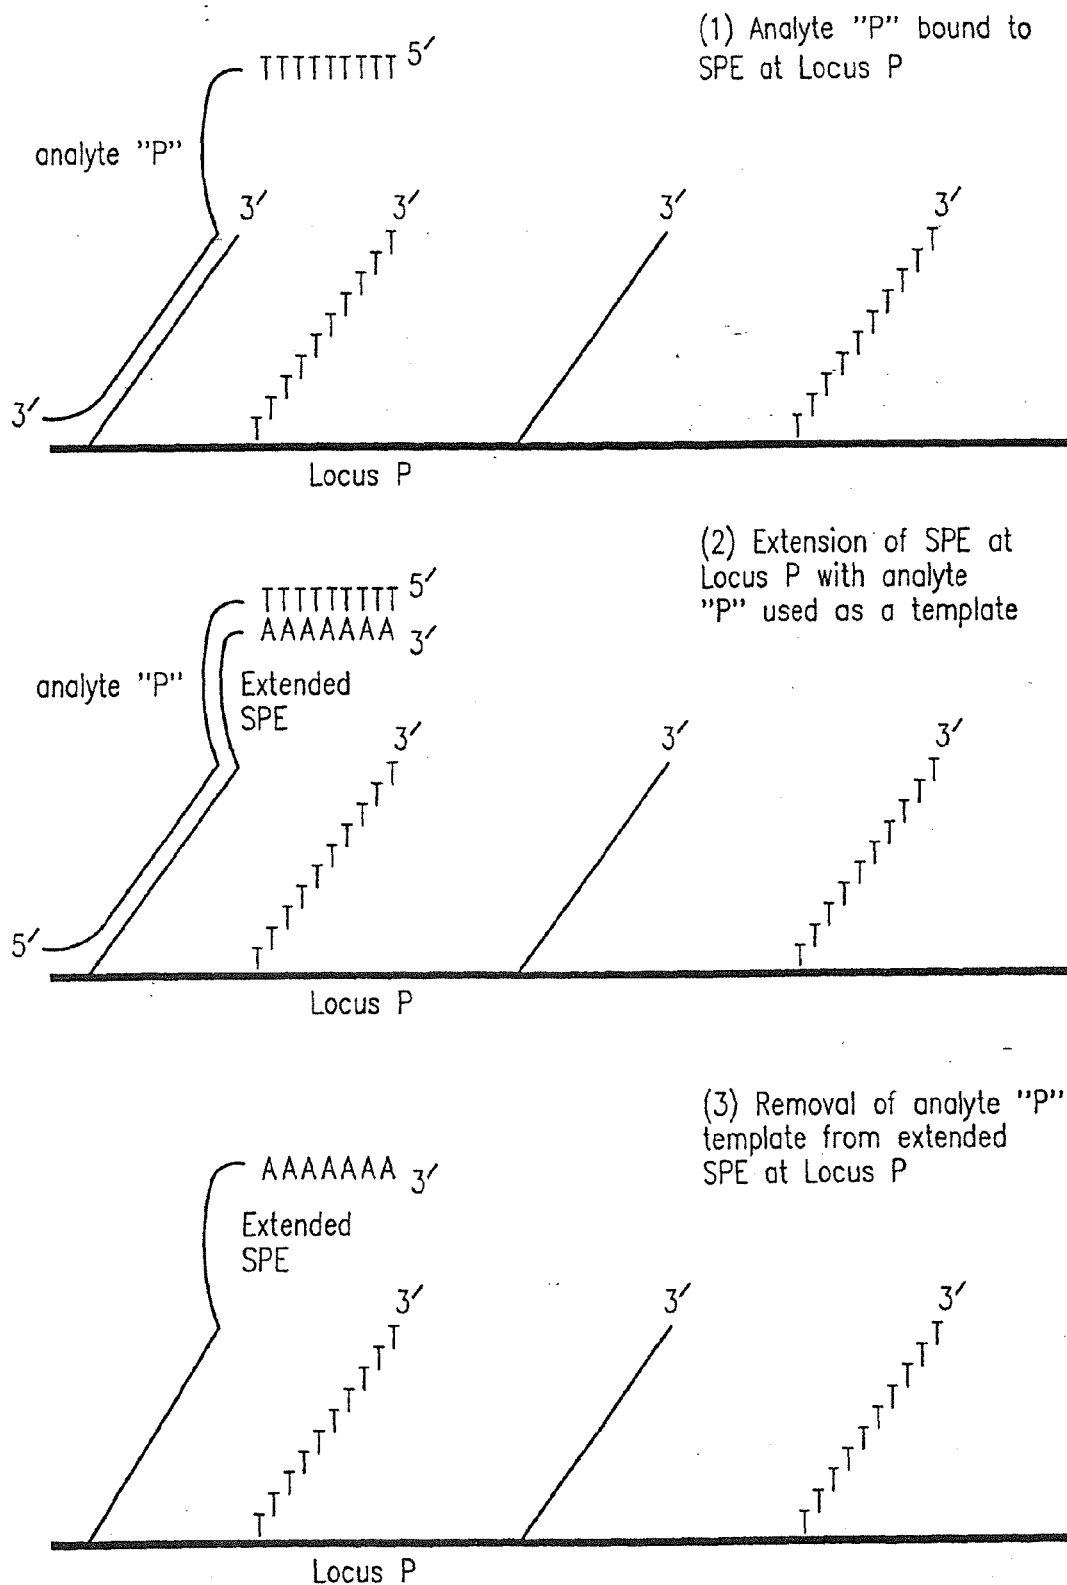 (1) Analyte "P" bound to
SPE at Locus P
TTTTTTTTT 5′
analyte "P"
3′
3′
TTTTTTTTTT 3′
3′
TTTTTTTTTT 3′
Locus P
(2) Extension of SPE at
Locus P with analyte
"P" used as a template
TTTTTTTTT 5′
AAAAAAA 3′
analyte "P"
Extended
SPE
5′
TTTTTTTTTT 3′
3′
TTTTTTTTTT 3′
Locus P
(3) Removal of analyte "P"
template from extended
SPE at Locus P
AAAAAAA 3′
Extended
SPE
TTTTTTTTTT 3′
3′
TTTTTTTTTT 3′
Locus P